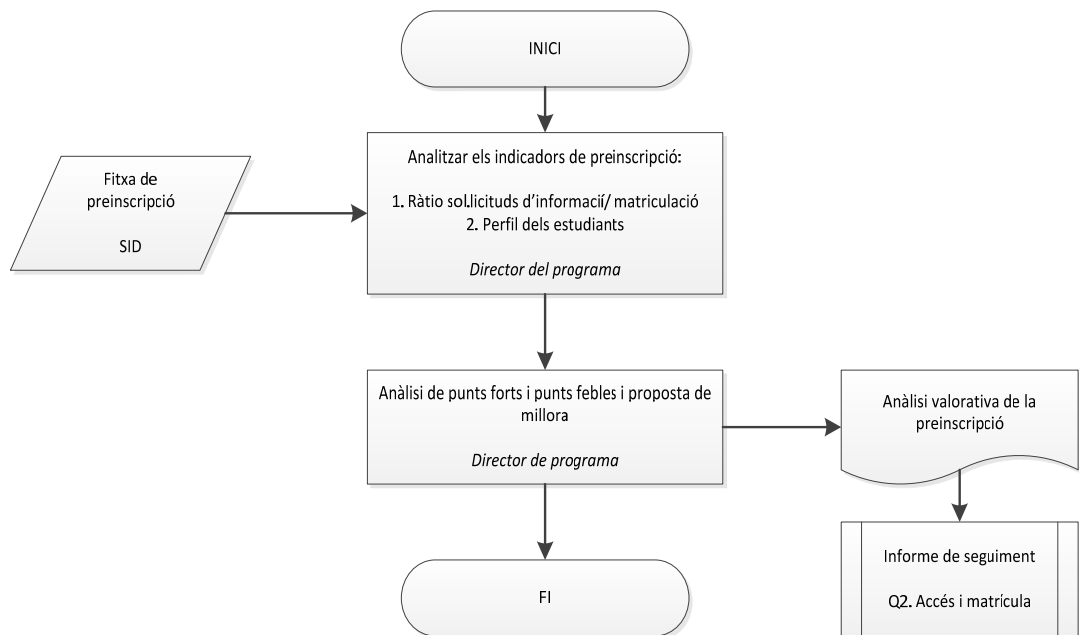 INICI
Fitxa de
preinscripció
SID
Analitzar els indicadors de preinscripció:
1. Ràtio sol.licituds d'informació/ matriculació
2. Perfil dels estudiants
Director del programa
Anàlisi de punts forts i punts febles i proposta de
millora
Director de programa
Anàlisi valorativa de la
preinscripció
Informe de seguiment
Q2. Accés i matrícula
FI